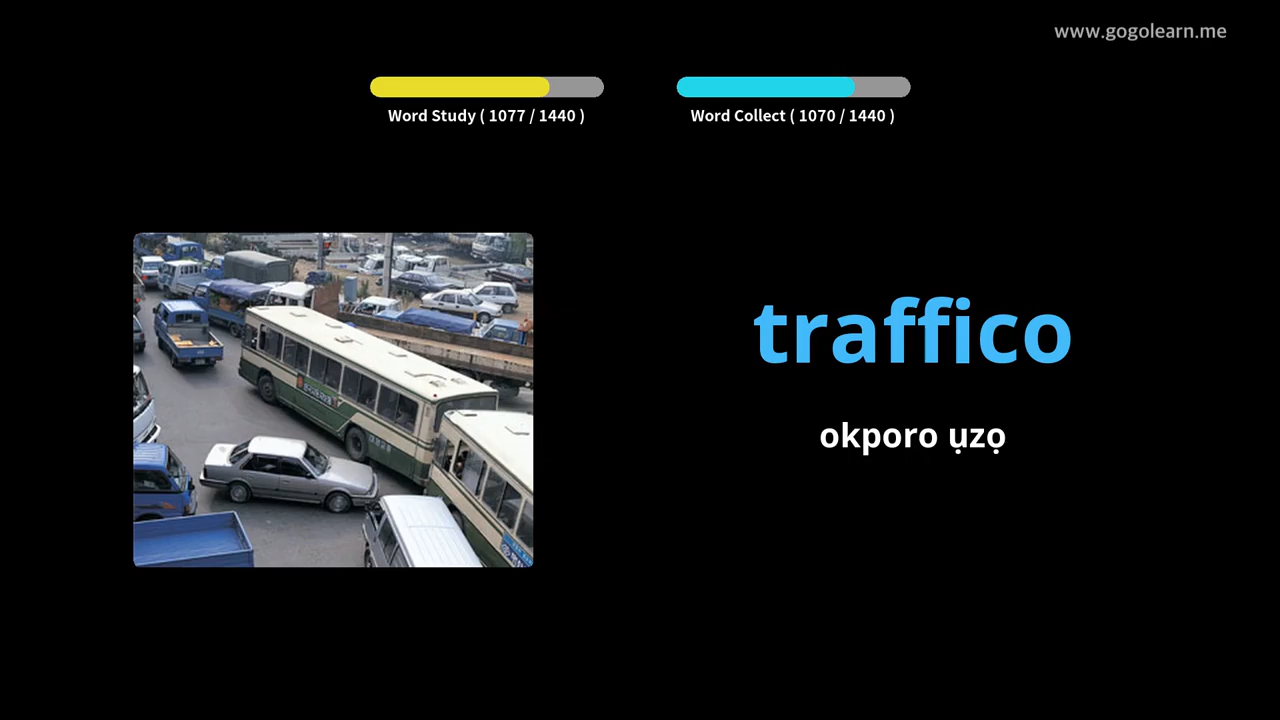 www.gogolearn.me
Word Study ( 1077 / 1440 )
Word Collect ( 1070 / 1440 )
traffico
okporo ụzọ